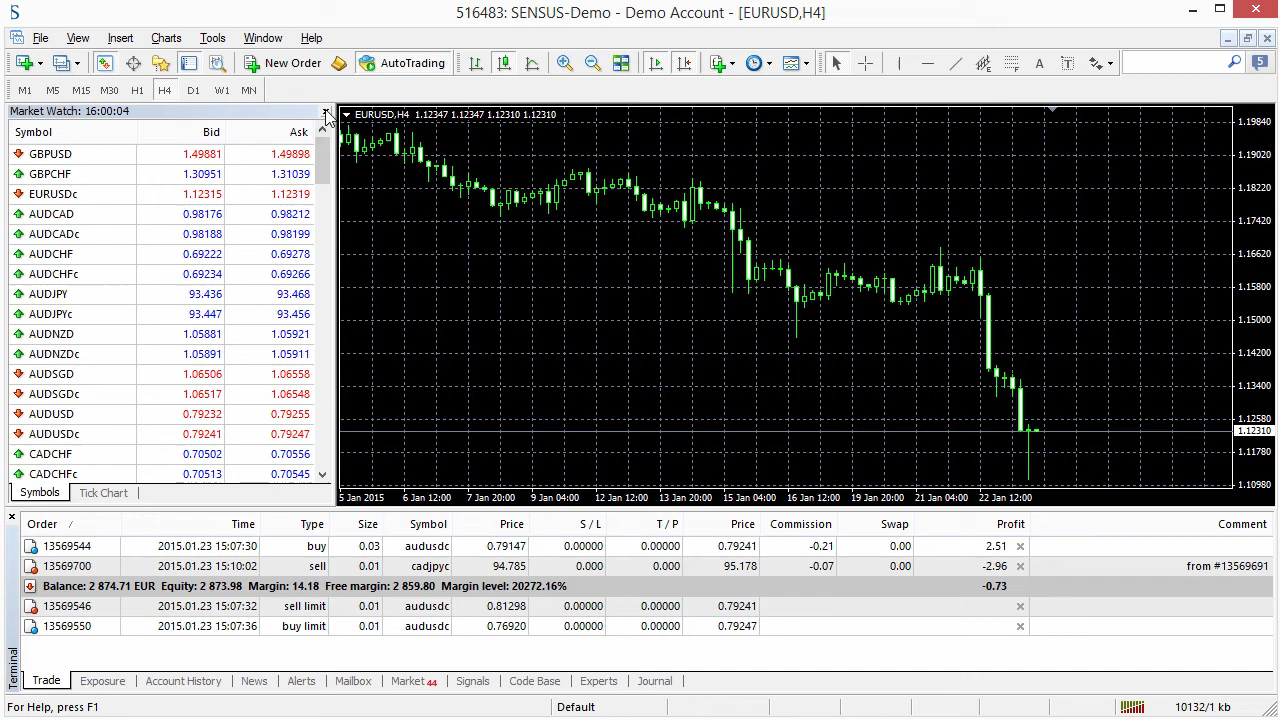 S
516483: SENSUS-Demo - Demo Account - [EURUSD,H4]
File View Insert Charts Tools Window Help
New Order AutoTrading A T 5
M1 M5 M15 M30 H1 H4 D1 W1 MN
Market Watch: 16:00:04
Symbol Bid Ask
GBPUSD 1.49881 1.49898
GBPCHF 1.30951 1.31039
EURUSDc 1.12315 1.12319
AUDCAD 0.98176 0.98212
AUDCADc 0.98188 0.98199
AUDCHF 0.69222 0.69278
AUDCHFc 0.69234 0.69266
AUDJPY 93.436 93.468
AUDJPYc 93.447 93.456
AUDNZD 1.05881 1.05921
AUDNZDc 1.05891 1.05911
AUDSGD 1.06506 1.06558
AUDSGDc 1.06517 1.06548
AUDUSD 0.79232 0.79255
AUDUSDc 0.79241 0.79247
CADCHF 0.70502 0.70556
CADCHFc 0.70513 0.70545
Symbols Tick Chart
EURUSD,H4 1.12347 1.12347 1.12310 1.12310
1.19840
1.19020
1.18220
1.17420
1.16620
1.15800
1.15000
1.14200
1.13400
1.12580
1.12310
1.11780
1.10980
5 Jan 2015 6 Jan 12:00 7 Jan 20:00 9 Jan 04:00 12 Jan 12:00 13 Jan 20:00 15 Jan 04:00 16 Jan 12:00 19 Jan 20:00 21 Jan 04:00 22 Jan 12:00
Order / Time Type Size Symbol Price S / L T / P Price Commission Swap Profit Comment
13569544 2015.01.23 15:07:30 buy 0.03 audusdc 0.79147 0.00000 0.00000 0.79241 -0.21 0.00 2.51
13569700 2015.01.23 15:10:02 sell 0.01 cadjpyc 94.785 0.000 0.000 95.178 -0.07 0.00 -2.96 from #13569691
Balance: 2 874.71 EUR Equity: 2 873.98 Margin: 14.18 Free margin: 2 859.80 Margin level: 20272.16% -0.73
13569546 2015.01.23 15:07:32 sell limit 0.01 audusdc 0.81298 0.00000 0.00000 0.79241
13569550 2015.01.23 15:07:36 buy limit 0.01 audusdc 0.76920 0.00000 0.00000 0.79247
Terminal
Trade Exposure Account History News Alerts Mailbox Market 44 Signals Code Base Experts Journal
For Help, press F1 Default 10132/1 kb